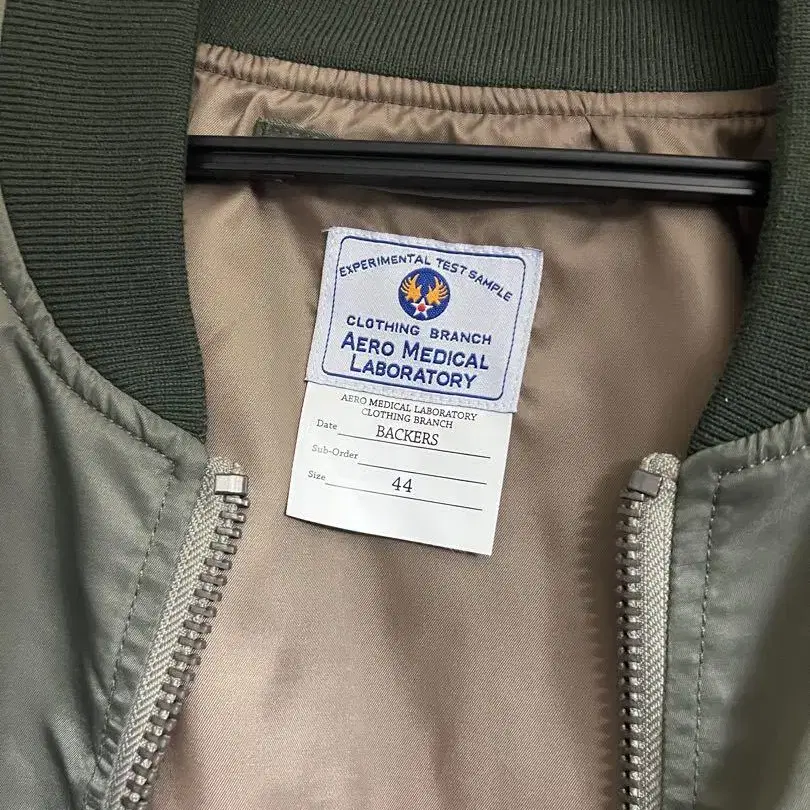 EXPERIMENTAL TEST SAMPLE
CLOTHING BRANCH
AERO MEDICAL
LABORATORY
AERO MEDICAL LABORATORY
CLOTHING BRANCH
Date BACKERS
Sub-Order
Size 44